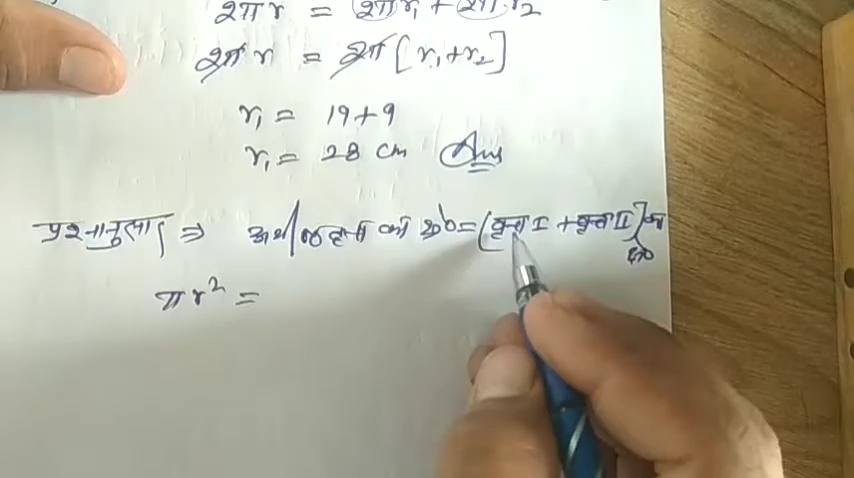 2πr = 2πr₁ + 2πr₂
2πr = 2π[r₁+r₂]
r₁ = 19+9
r₁ = 28 cm Ans
प्रश्नानुसार ⇒ का क्षे० = (वृत्त I + वृत्त II) का क्षे०
πr² =